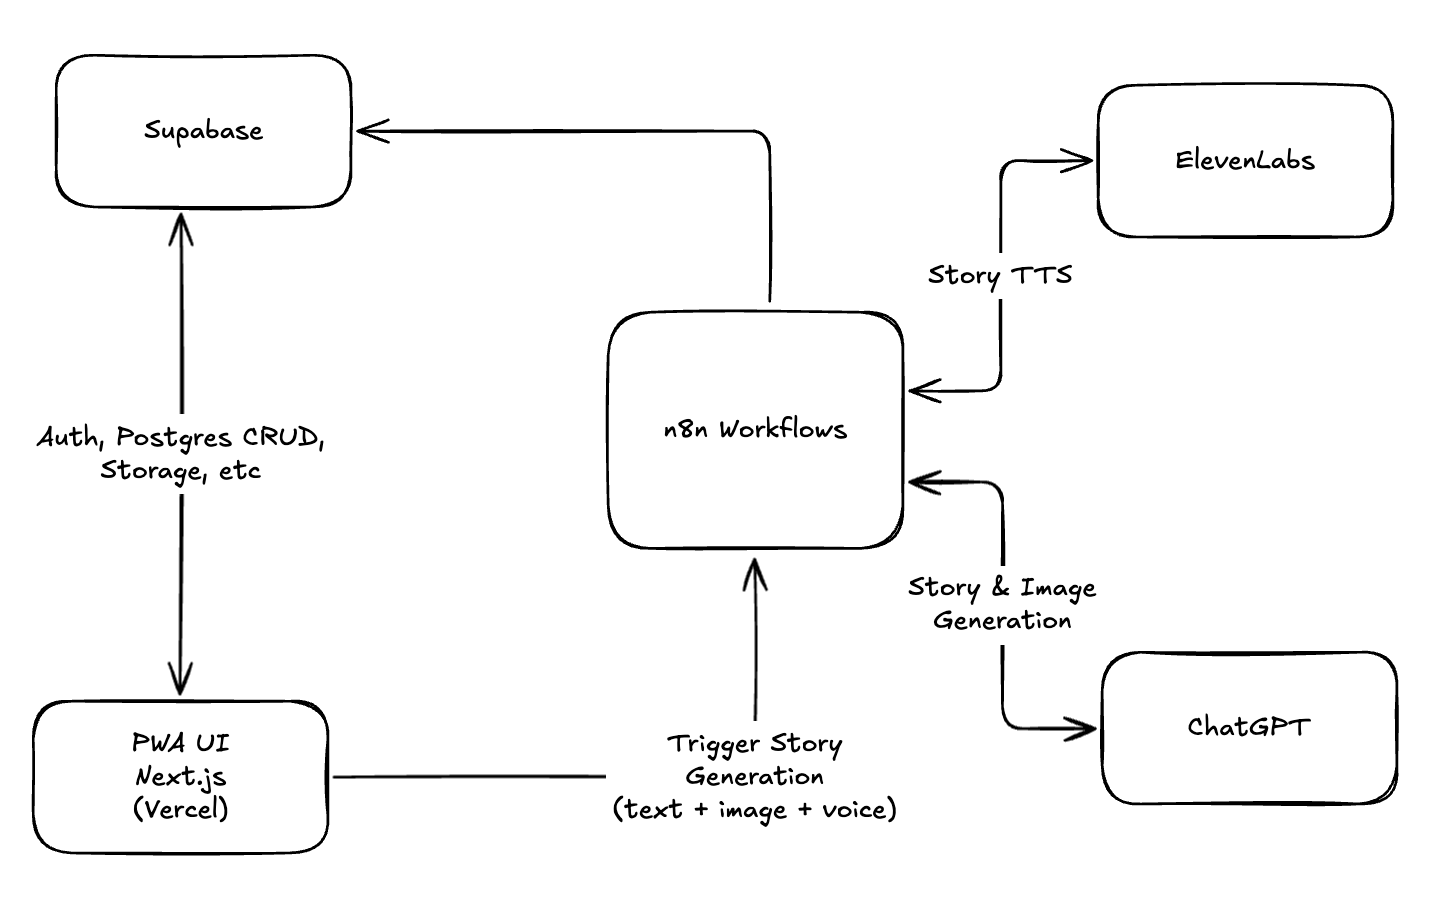 Supabase
ElevenLabs
Story TTS
n8n Workflows
Auth, Postgres CRUD,
Storage, etc
Story & Image
Generation
ChatGPT
PWA UI
Next.js
(Vercel)
Trigger Story
Generation
(text + image + voice)